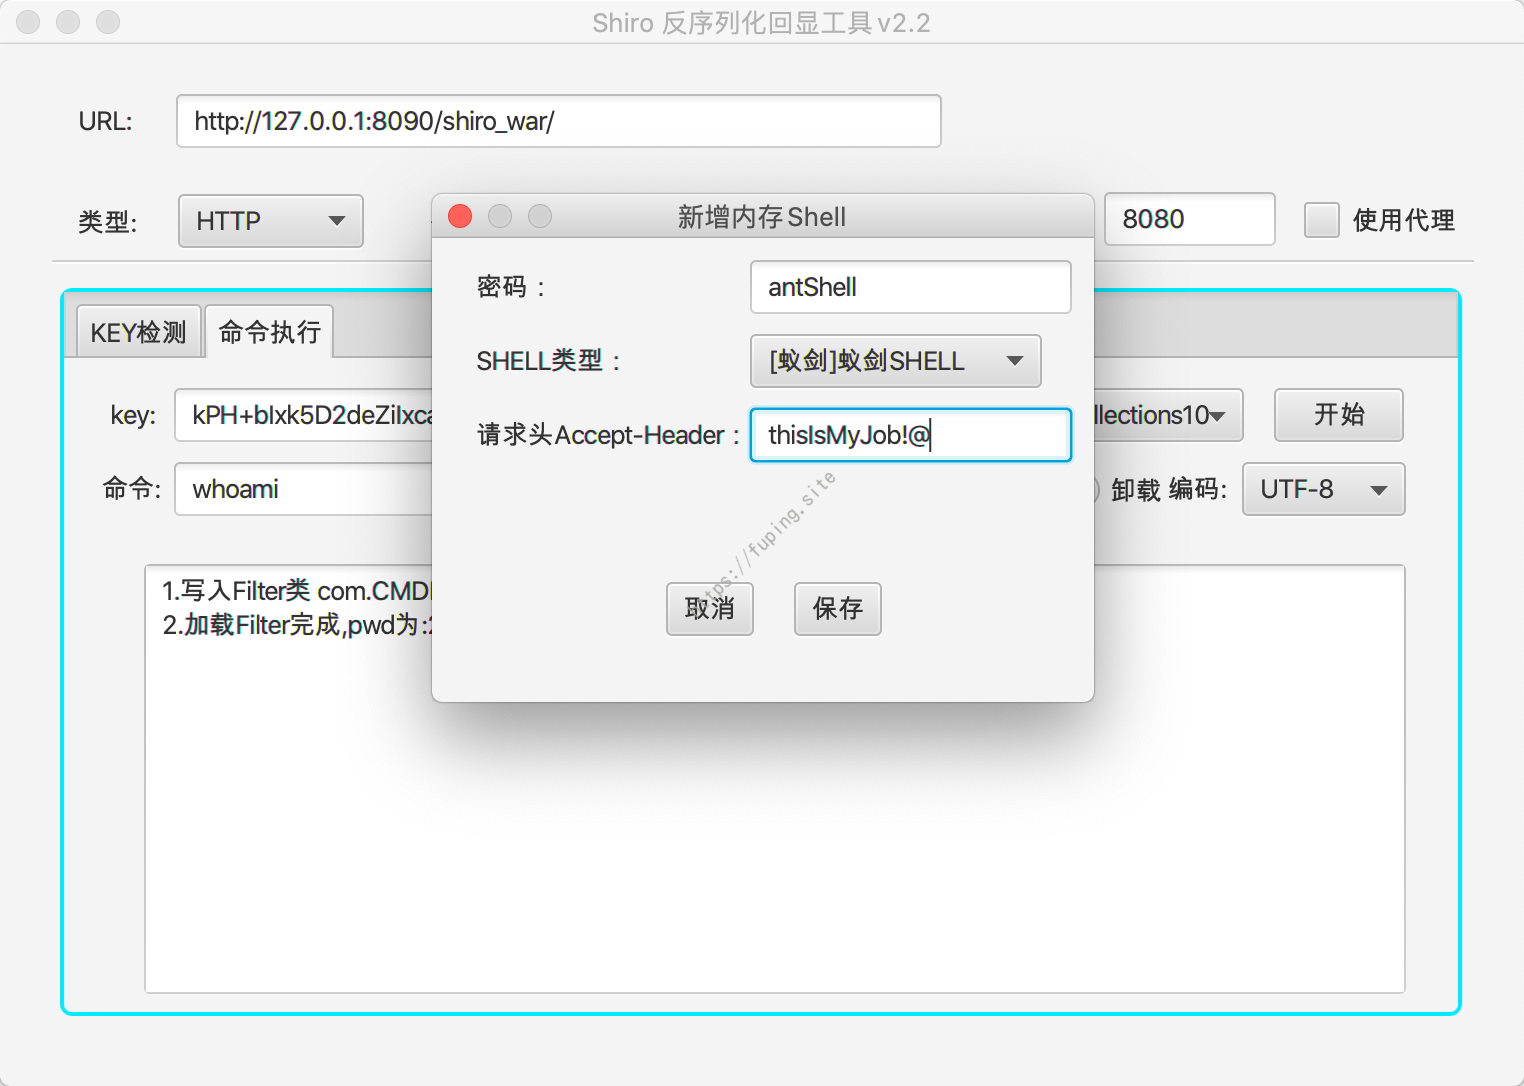 Shiro 反序列化回显工具 v2.2
URL: http://127.0.0.1:8090/shiro_war/
类型: HTTP 8080 使用代理
新增内存Shell
密码：antShell
SHELL类型：[蚁剑]蚁剑SHELL
请求头Accept-Header：thisIsMyJob!@
取消 保存
KEY检测 命令执行
key: kPH+bIxk5D2deZiIxca llections10 开始
命令: whoami 卸载 编码: UTF-8
1.写入Filter类 com.CMD
2.加载Filter完成,pwd为:
https://fuping.site